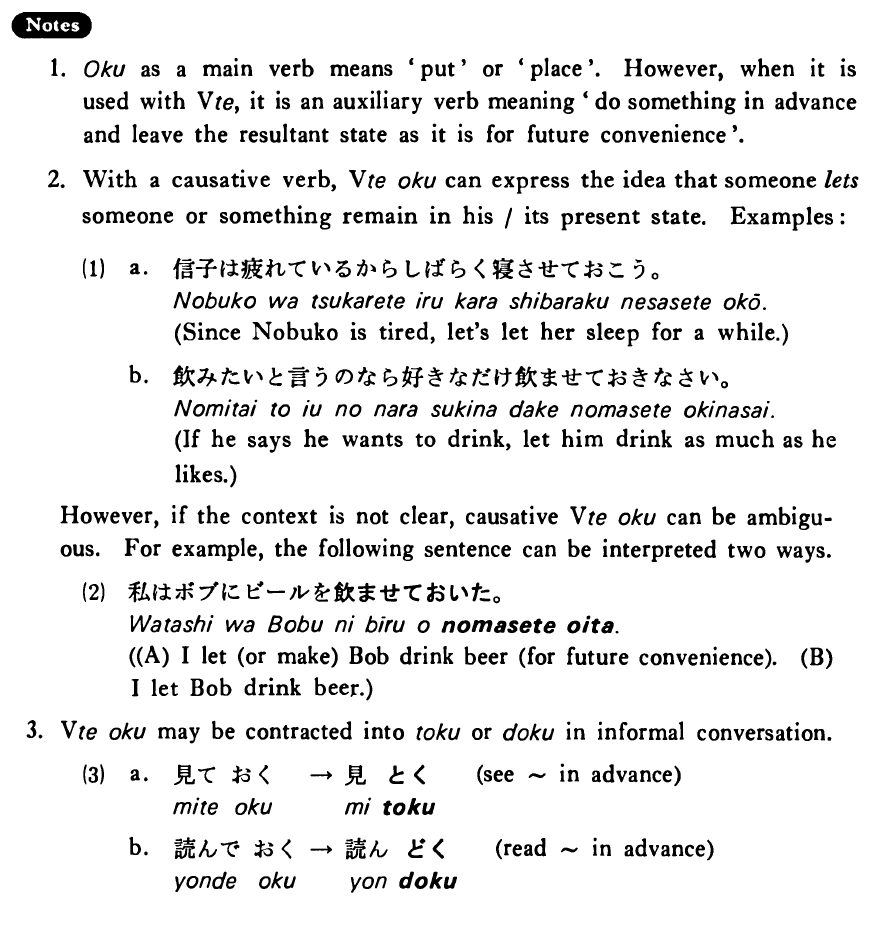 Notes
1. Oku as a main verb means ‘put’ or ‘place’. However, when it is
used with Vte, it is an auxiliary verb meaning ‘do something in advance
and leave the resultant state as it is for future convenience’.
2. With a causative verb, Vte oku can express the idea that someone lets
someone or something remain in his / its present state. Examples:
(1) a. 信子は疲れているからしばらく寝させておこう。
Nobuko wa tsukarete iru kara shibaraku nesasete okō.
(Since Nobuko is tired, let's let her sleep for a while.)
b. 飲みたいと言うのなら好きなだけ飲ませておきなさい。
Nomitai to iu no nara sukina dake nomasete okinasai.
(If he says he wants to drink, let him drink as much as he
likes.)
However, if the context is not clear, causative Vte oku can be ambigu-
ous. For example, the following sentence can be interpreted two ways.
(2) 私はボブにビールを飲ませておいた。
Watashi wa Bobu ni bīru o nomasete oita.
((A) I let (or make) Bob drink beer (for future convenience). (B)
I let Bob drink beer.)
3. Vte oku may be contracted into toku or doku in informal conversation.
(3) a. 見て おく → 見 とく (see ~ in advance)
mite oku mi toku
b. 読んで おく → 読ん どく (read ~ in advance)
yonde oku yon doku